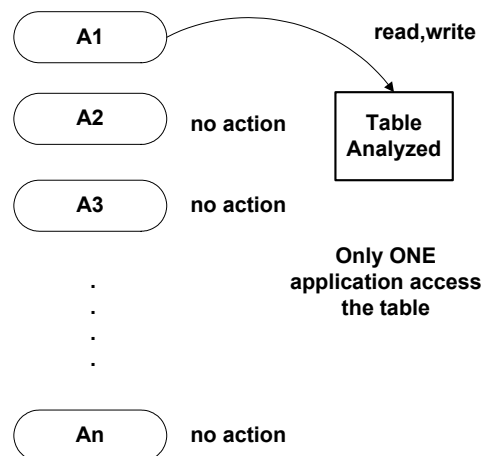 A1
read,write
A2
no action
Table
Analyzed
A3
no action
Only ONE
application access
the table
.
.
.
.
An
no action